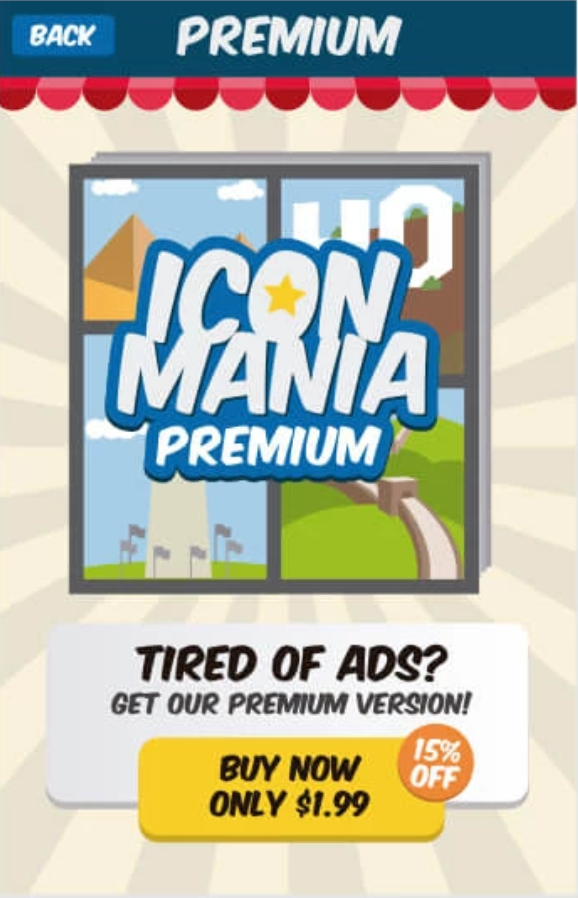 BACK
PREMIUM
HO
ICON
MANIA
PREMIUM
TIRED OF ADS?
GET OUR PREMIUM VERSION!
BUY NOW
ONLY $1.99
15%
OFF